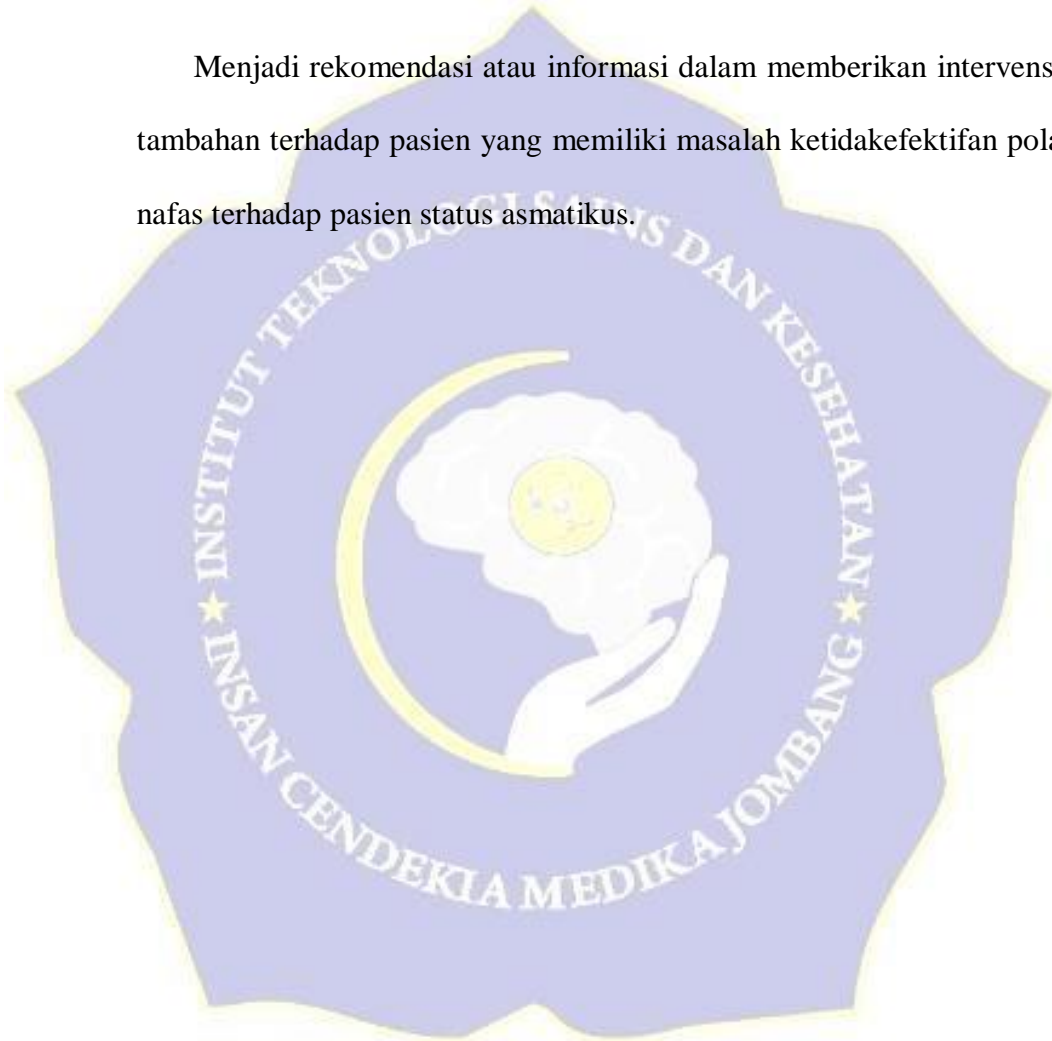 Menjadi rekomendasi atau informasi dalam memberikan intervens
tambahan terhadap pasien yang memiliki masalah ketidakefektifan pola
nafas terhadap pasien status asmatikus.
INSTITUT TEKNOLOGI SAINS DAN KESEHATAN
INSAN CENDEKIA MEDIKA JOMBANG